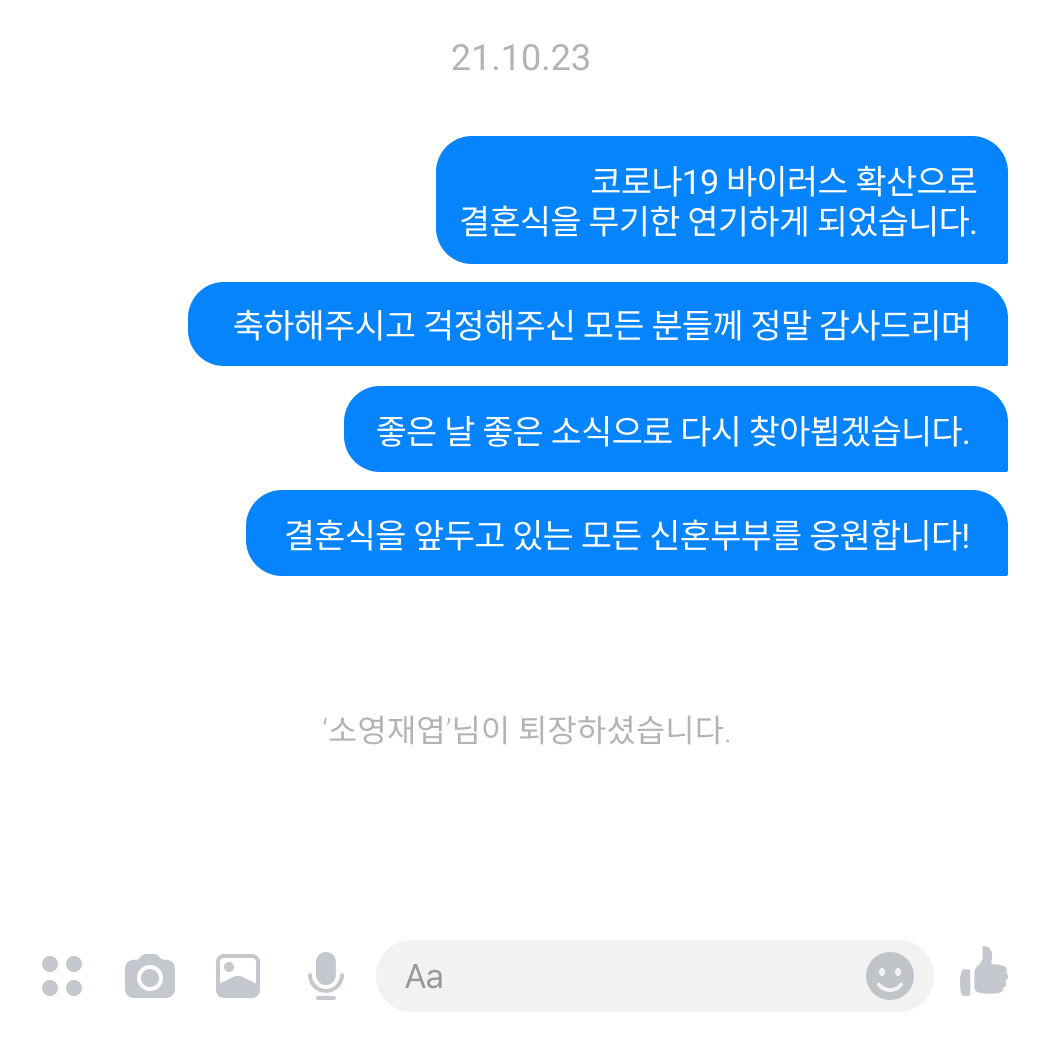 21.10.23
코로나19 바이러스 확산으로
결혼식을 무기한 연기하게 되었습니다.
축하해주시고 걱정해주신 모든 분들께 정말 감사드리며
좋은 날 좋은 소식으로 다시 찾아뵙겠습니다.
결혼식을 앞두고 있는 모든 신혼부부를 응원합니다!
‘소영재엽’님이 퇴장하셨습니다.
Aa